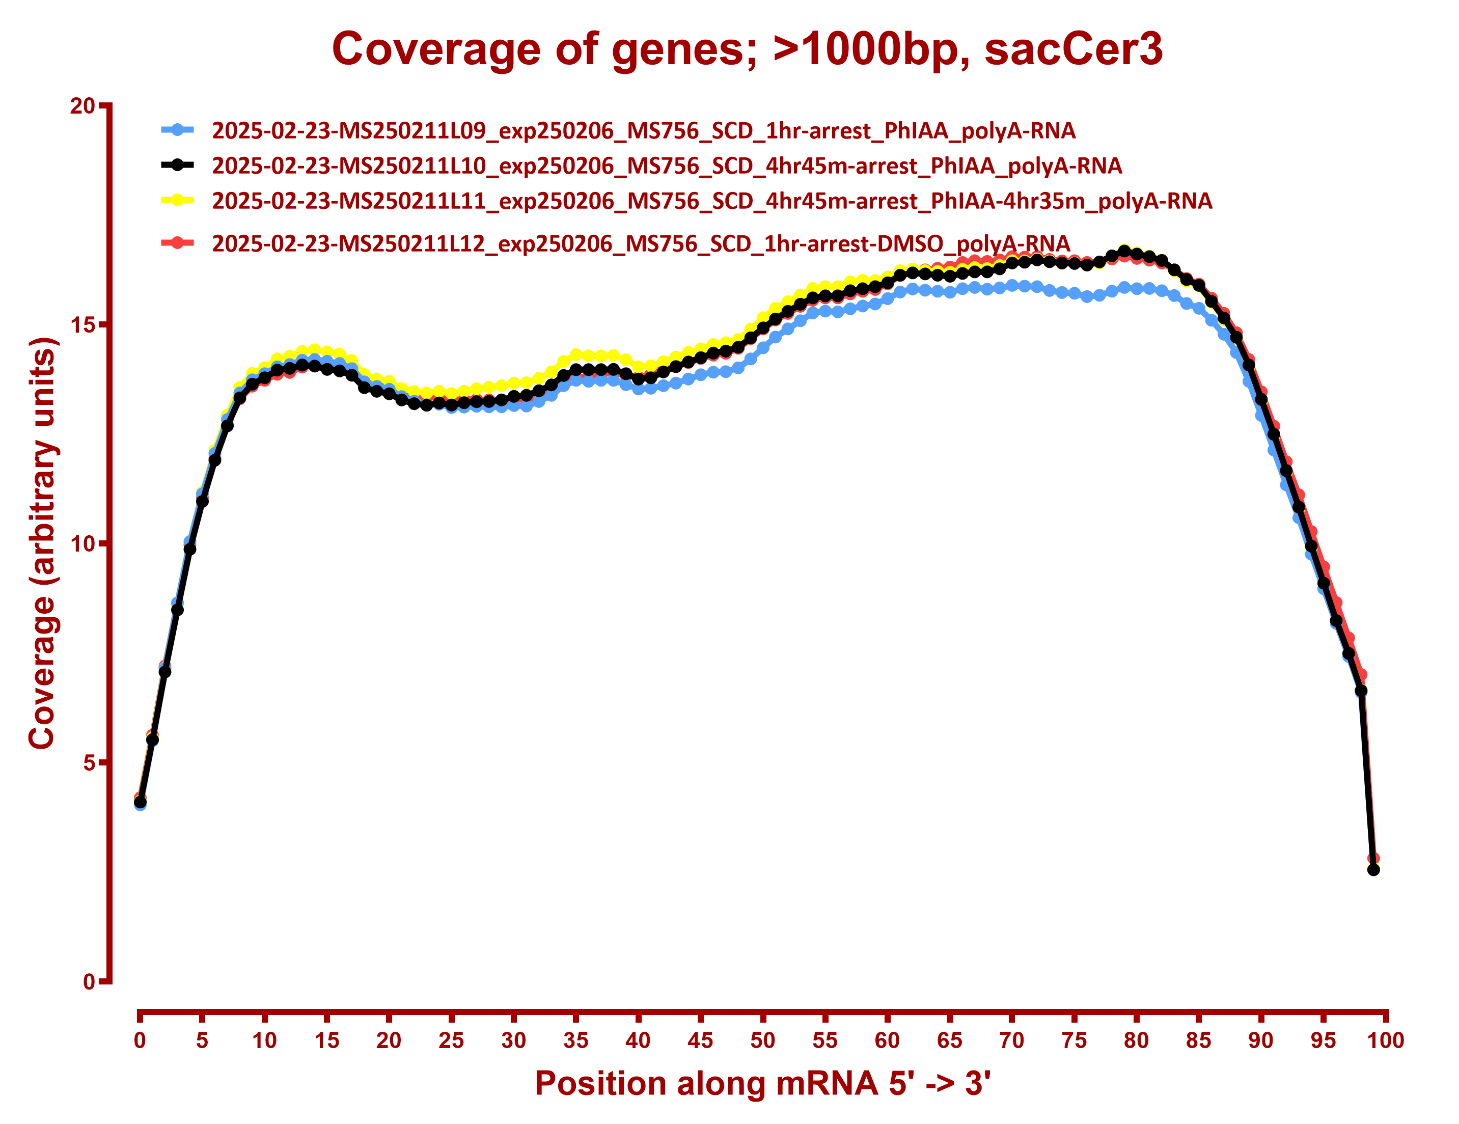 Coverage of genes; >1000bp, sacCer3
20
2025-02-23-MS250211L09_exp250206_MS756_SCD_1hr-arrest_PhIAA_polyA-RNA
2025-02-23-MS250211L10_exp250206_MS756_SCD_4hr45m-arrest_PhIAA_polyA-RNA
2025-02-23-MS250211L11_exp250206_MS756_SCD_4hr45m-arrest_PhIAA-4hr35m_polyA-RNA
2025-02-23-MS250211L12_exp250206_MS756_SCD_1hr-arrest-DMSO_polyA-RNA
15
10
5
0
Coverage (arbitrary units)
0 5 10 15 20 25 30 35 40 45 50 55 60 65 70 75 80 85 90 95 100
Position along mRNA 5' -> 3'